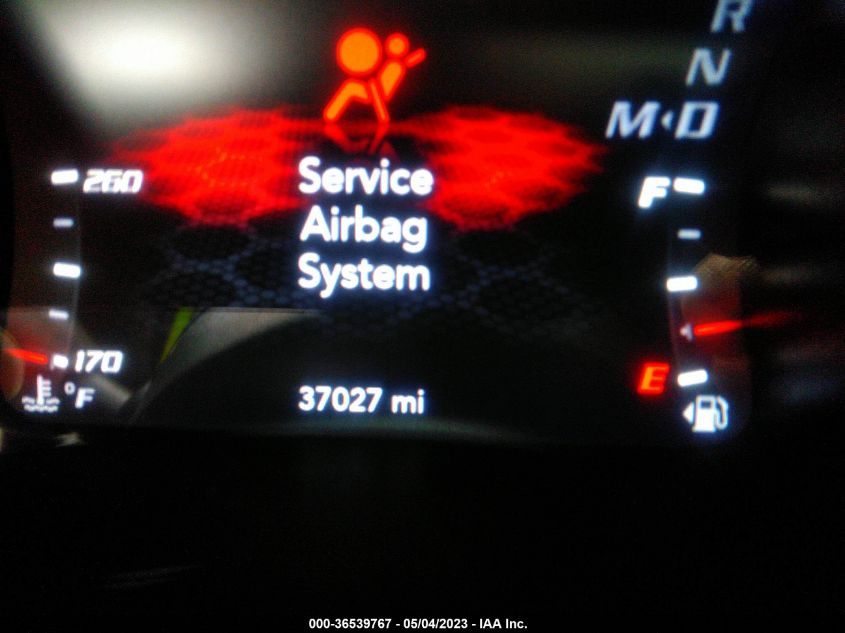 R
N
M D
260
Service
F
Airbag
System
170
°F
E
37027 mi
000-36539767 - 05/04/2023 - IAA Inc.